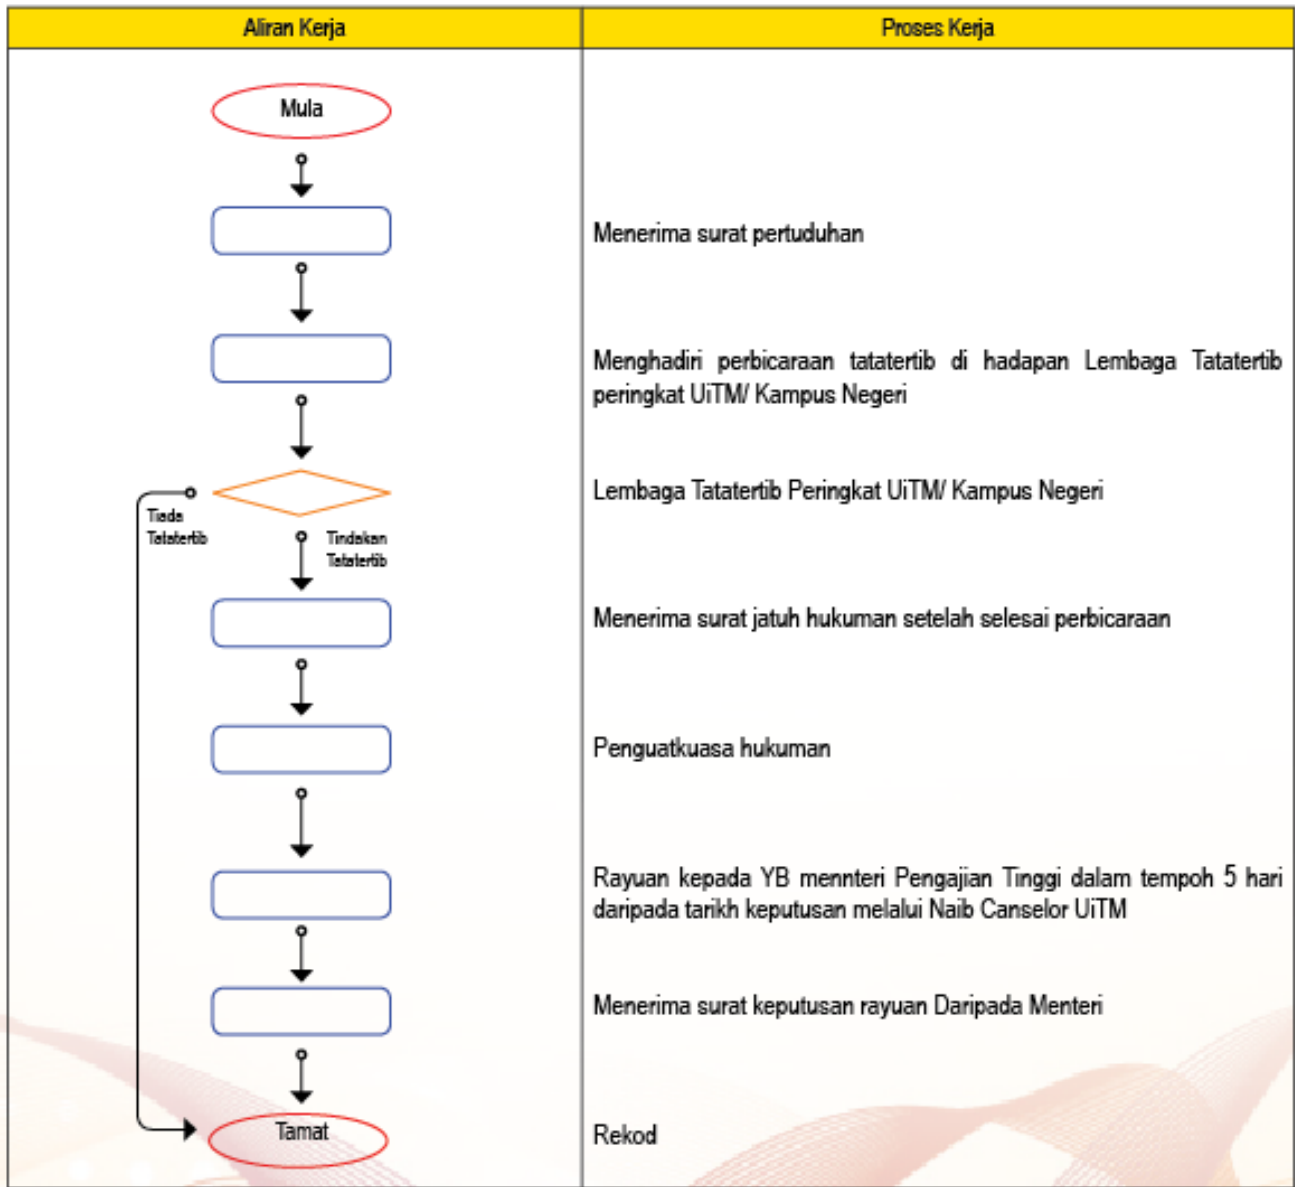 Aliran Kerja
Proses Kerja
Mula
Menerima surat pertuduhan
Menghadiri perbicaraan tatatertib di hadapan Lembaga Tatatertib
peringkat UiTM/ Kampus Negeri
Lembaga Tatatertib Peringkat UiTM/ Kampus Negeri
Tiada
Tatatertib
Tindakan
Tatatertib
Menerima surat jatuh hukuman setelah selesai perbicaraan
Penguatkuasa hukuman
Rayuan kepada YB mennteri Pengajian Tinggi dalam tempoh 5 hari
daripada tarikh keputusan melalui Naib Canselor UiTM
Menerima surat keputusan rayuan Daripada Menteri
Tamat
Rekod